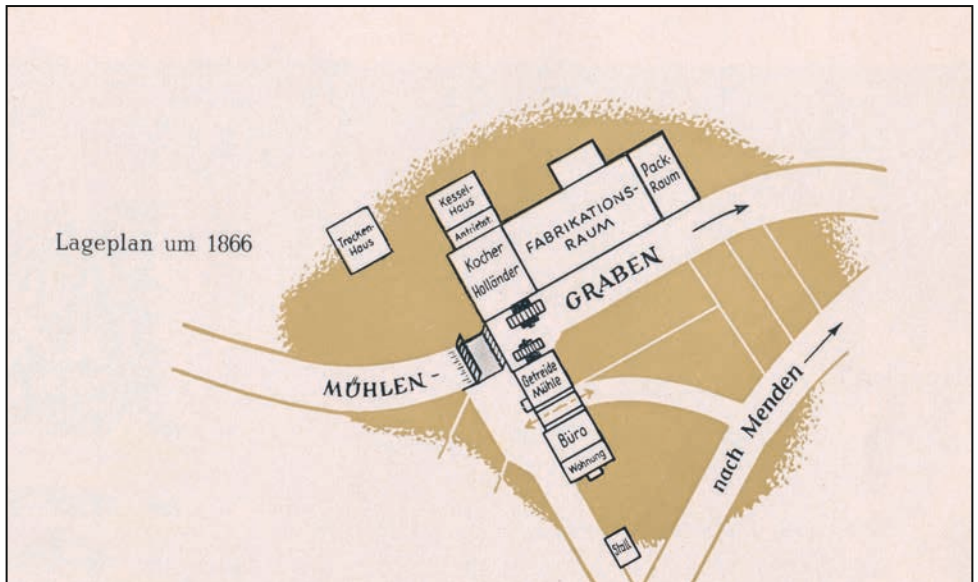 Lageplan um 1866
Trocken-
Haus
Kessel-
Haus
Antriebst.
Kocher
Holländer
FABRIKATIONS-
RAUM
Pack-
Raum
MÜHLEN-
GRABEN
Getreide
Mühle
Büro
Wohnung
Stall
nach Menden